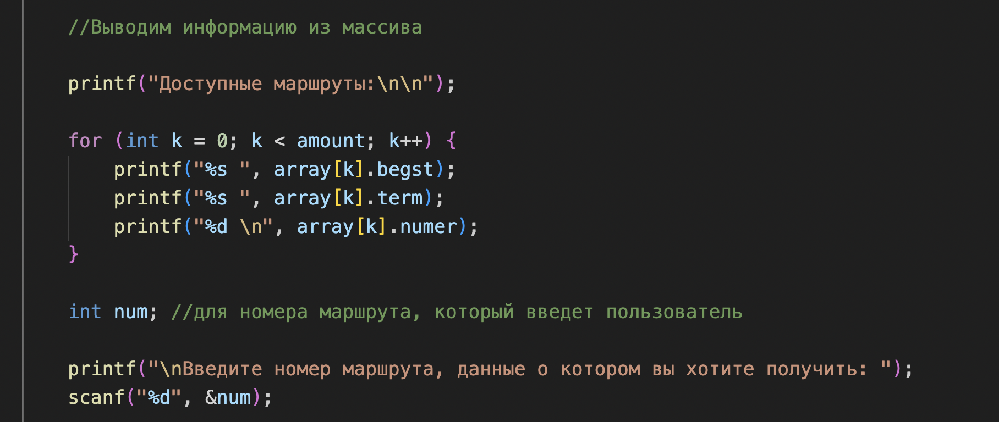 //Выводим информацию из массива
printf("Доступные маршруты:\n\n");
for (int k = 0; k < amount; k++) {
printf("%s ", array[k].begst);
printf("%s ", array[k].term);
printf("%d \n", array[k].numer);
}
int num; //для номера маршрута, который введет пользователь
printf("\nВведите номер маршрута, данные о котором вы хотите получить: ");
scanf("%d", &num);